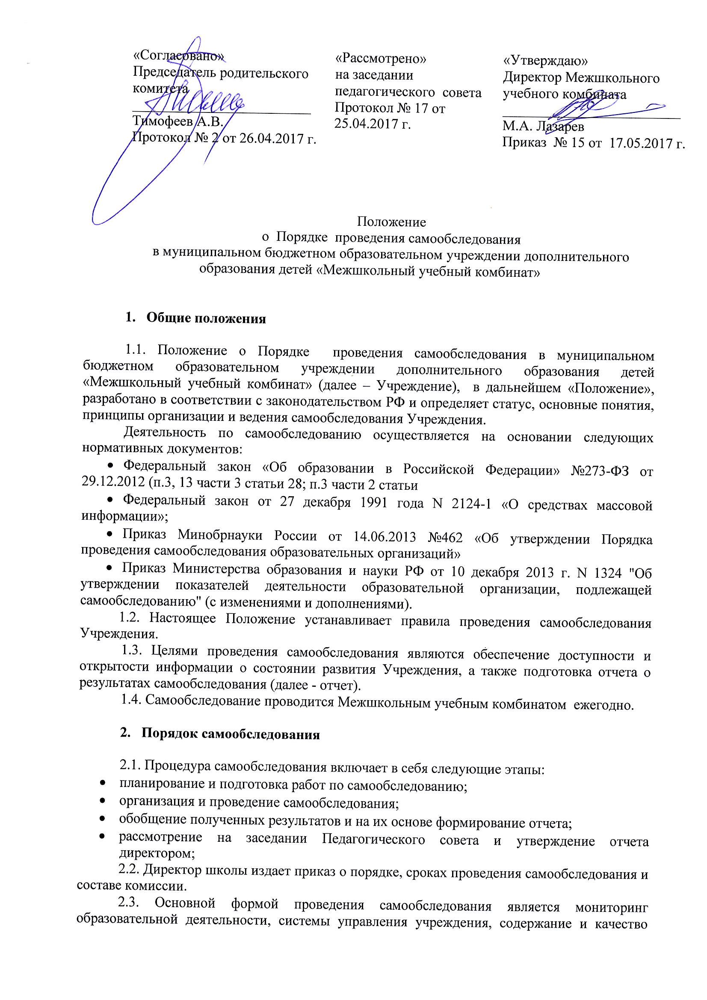 «Согласовано»
Председатель родительского
комитета
Тимофеев А.В.
Протокол № 2 от 26.04.2017 г.
«Рассмотрено»
на заседании
педагогического совета
Протокол № 17 от
25.04.2017 г.
«Утверждаю»
Директор Межшкольного
учебного комбината
М.А. Лазарев
Приказ № 15 от 17.05.2017 г.
Положение
о Порядке проведения самообследования
в муниципальном бюджетном образовательном учреждении дополнительного
образования детей «Межшкольный учебный комбинат»
1. Общие положения
1.1. Положение о Порядке проведения самообследования в муниципальном
бюджетном образовательном учреждении дополнительного образования детей
«Межшкольный учебный комбинат» (далее – Учреждение), в дальнейшем «Положение»,
разработано в соответствии с законодательством РФ и определяет статус, основные понятия,
принципы организации и ведения самообследования Учреждения.
Деятельность по самообследованию осуществляется на основании следующих
нормативных документов:
• Федеральный закон «Об образовании в Российской Федерации» №273-ФЗ от
29.12.2012 (п.3, 13 части 3 статьи 28; п.3 части 2 статьи
• Федеральный закон от 27 декабря 1991 года N 2124-1 «О средствах массовой
информации»;
• Приказ Минобрнауки России от 14.06.2013 №462 «Об утверждении Порядка
проведения самообследования образовательных организаций»
• Приказ Министерства образования и науки РФ от 10 декабря 2013 г. N 1324 "Об
утверждении показателей деятельности образовательной организации, подлежащей
самообследованию" (с изменениями и дополнениями).
1.2. Настоящее Положение устанавливает правила проведения самообследования
Учреждения.
1.3. Целями проведения самообследования являются обеспечение доступности и
открытости информации о состоянии развития Учреждения, а также подготовка отчета о
результатах самообследования (далее - отчет).
1.4. Самообследование проводится Межшкольным учебным комбинатом ежегодно.
2. Порядок самообследования
2.1. Процедура самообследования включает в себя следующие этапы:
• планирование и подготовка работ по самообследованию;
• организация и проведение самообследования;
• обобщение полученных результатов и на их основе формирование отчета;
• рассмотрение на заседании Педагогического совета и утверждение отчета
директором;
2.2. Директор школы издает приказ о порядке, сроках проведения самообследования и
составе комиссии.
2.3. Основной формой проведения самообследования является мониторинг
образовательной деятельности, системы управления учреждения, содержание и качество